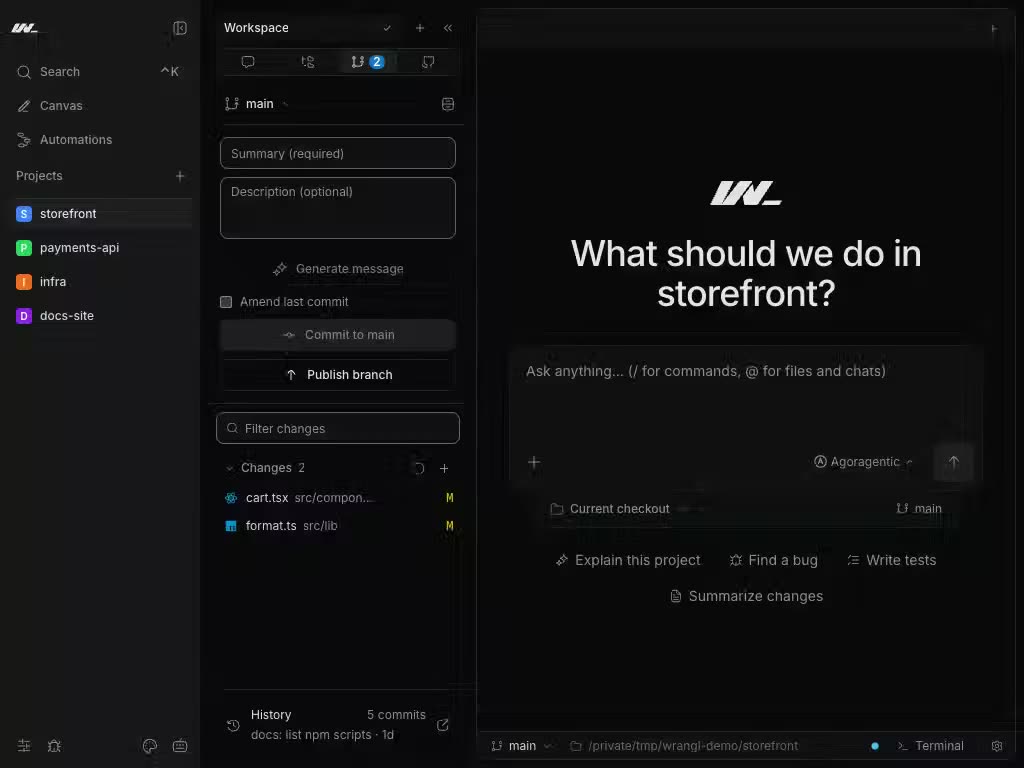 Search
^K
Canvas
Automations
Projects
S storefront
P payments-api
I infra
D docs-site
Workspace
2
main
Summary (required)
Description (optional)
Generate message
Amend last commit
Commit to main
Publish branch
Filter changes
Changes 2
cart.tsx src/compon... M
format.ts src/lib M
History 5 commits
docs: list npm scripts · 1d
What should we do in
storefront?
Ask anything... (/ for commands, @ for files and chats)
Agoragentic
Current checkout
main
Explain this project
Find a bug
Write tests
Summarize changes
main
/private/tmp/wrangl-demo/storefront
Terminal